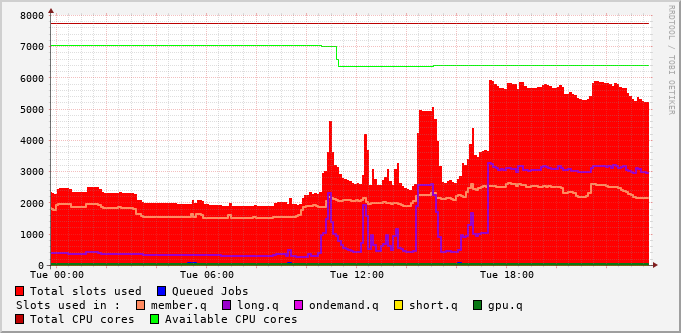 8000
7000
6000
5000
4000
3000
2000
1000
0
Tue 00:00 Tue 06:00 Tue 12:00 Tue 18:00
Total slots used Queued Jobs
Slots used in : member.q long.q ondemand.q short.q gpu.q
Total CPU cores Available CPU cores
RRDTOOL / TOBI OETIKER